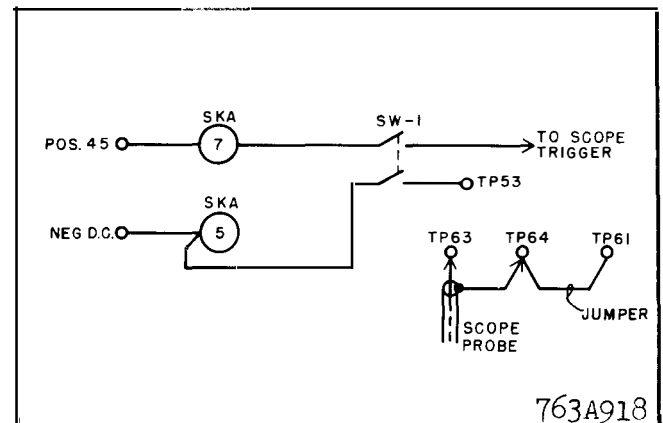 SKA
SW-1
POS. 45
7
TO SCOPE
TRIGGER
TP53
SKA
NEG D.C.
5
TP63
TP64
TP61
JUMPER
SCOPE
PROBE
763A918